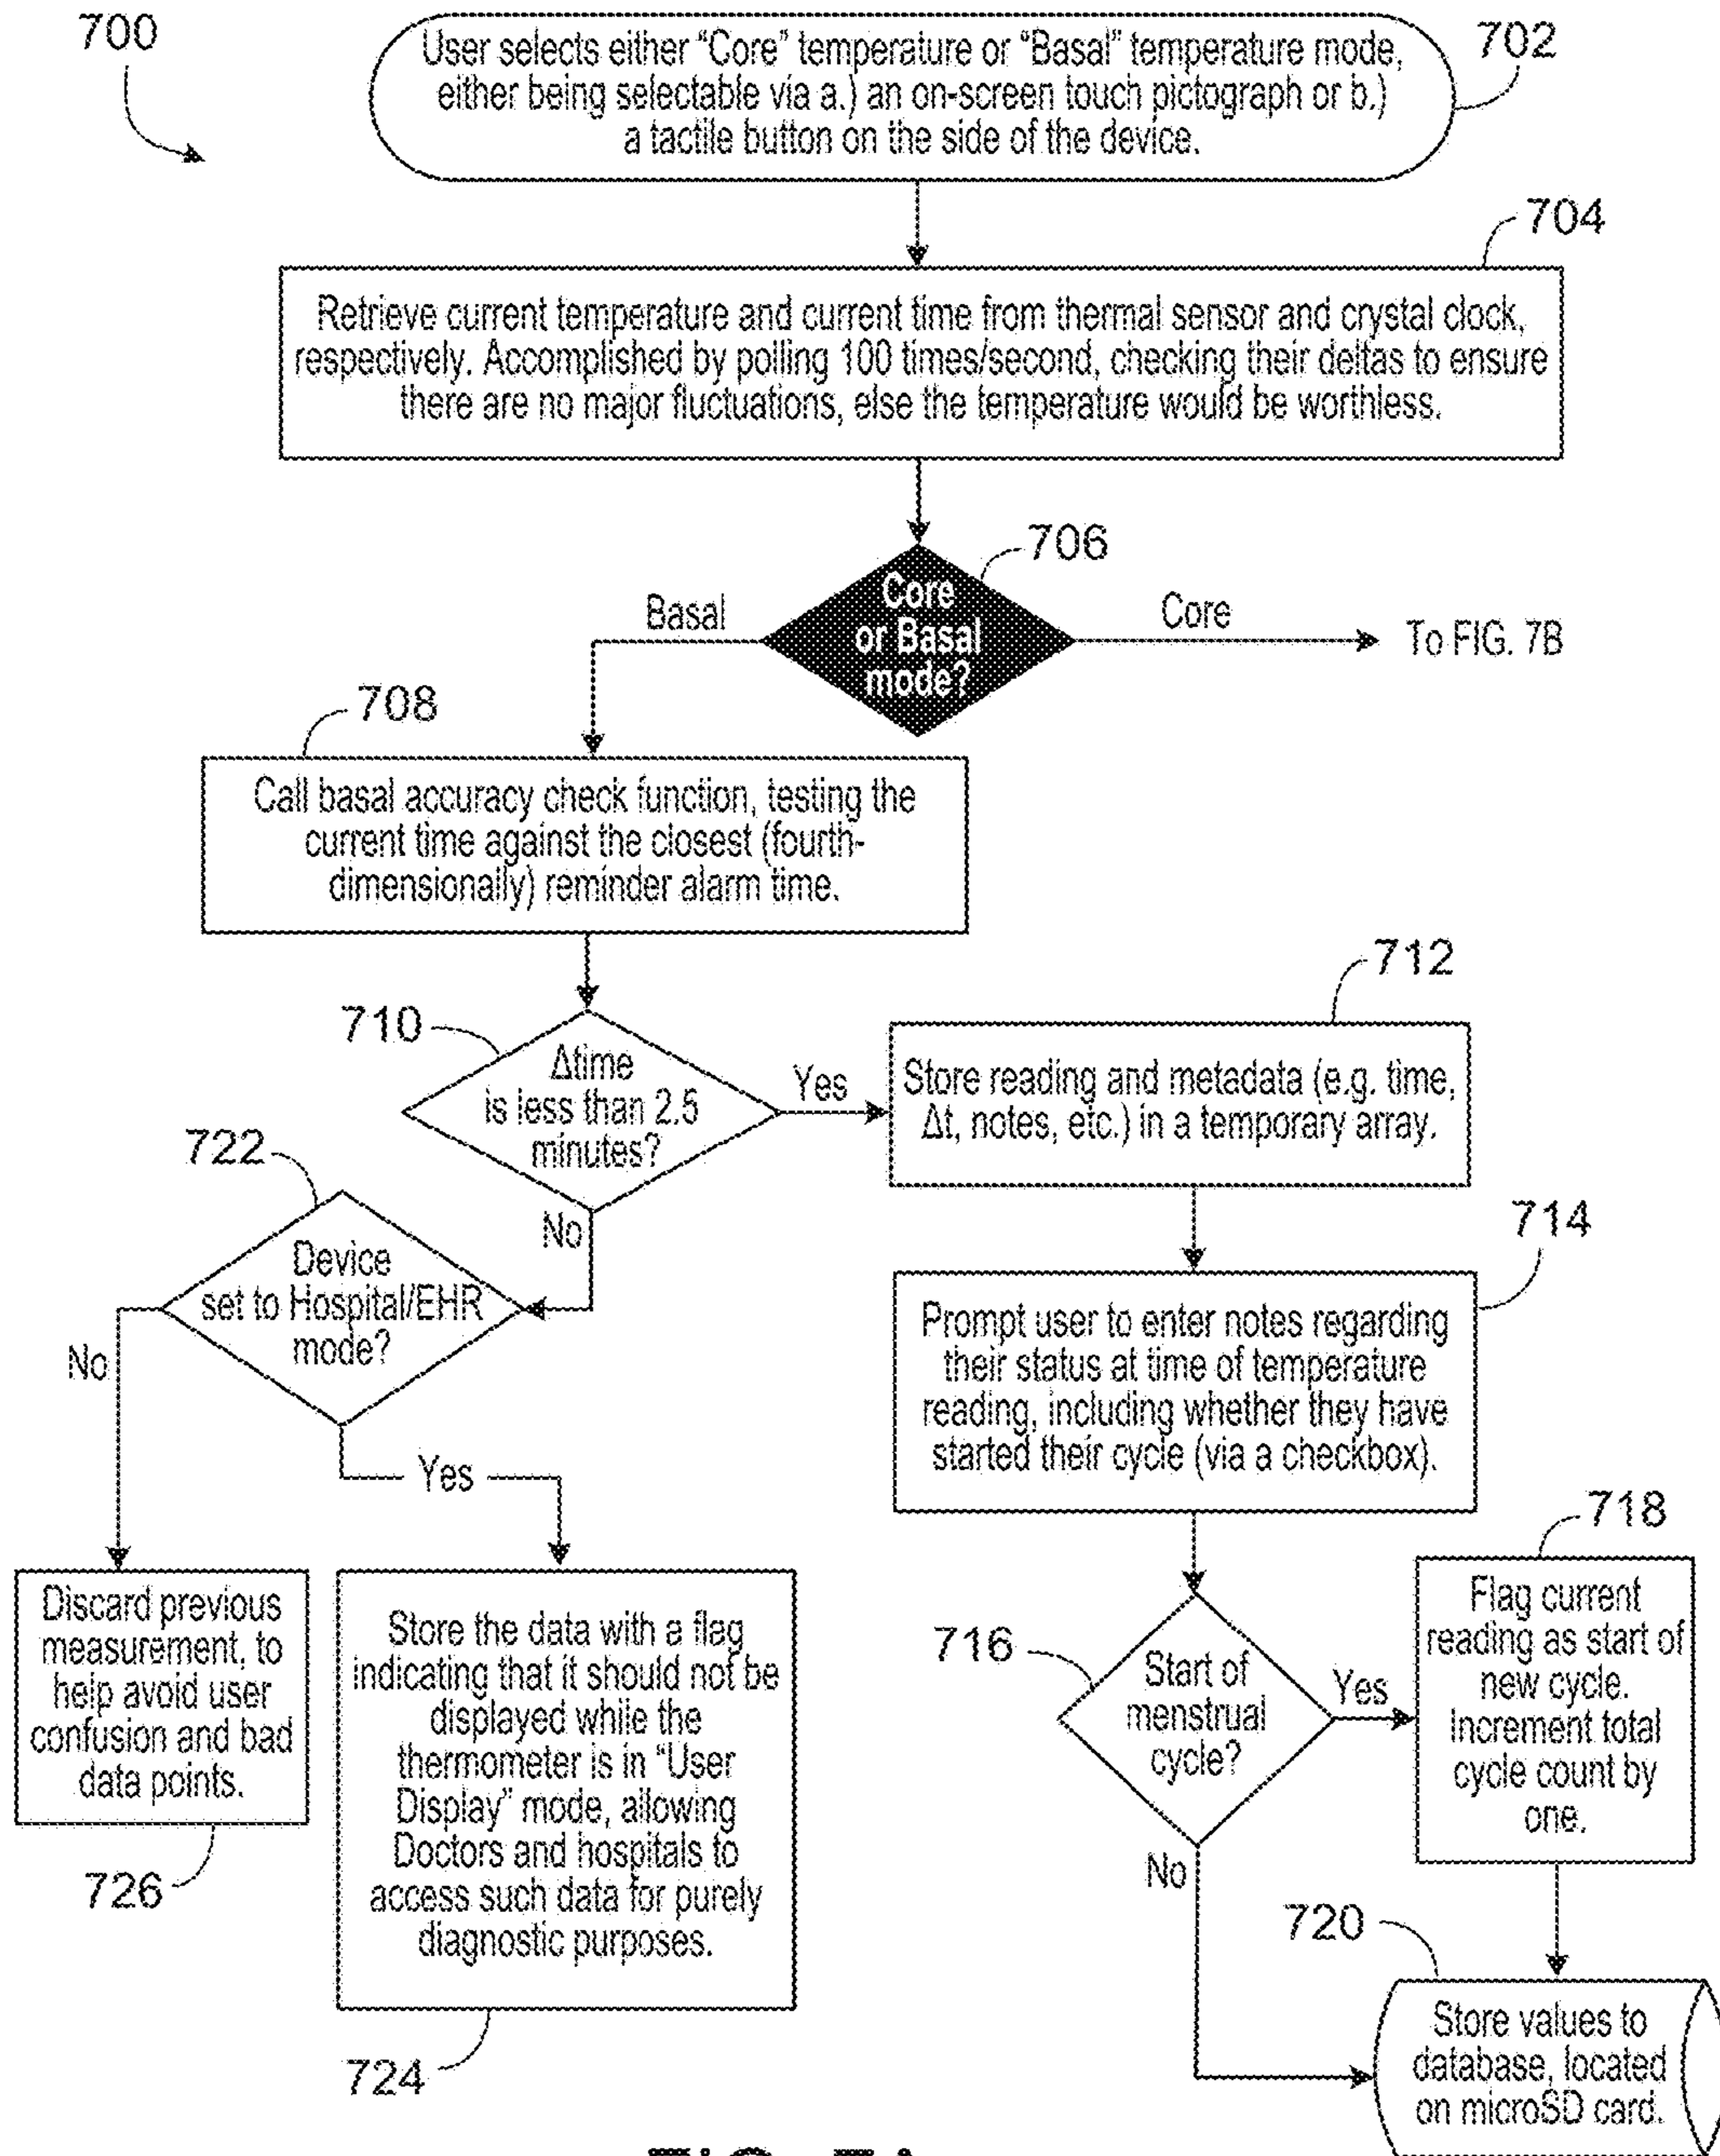 700
User selects either “Core” temperature or “Basal” temperature mode,
either being selectable via a.) an on-screen touch pictograph or b.)
a tactile button on the side of the device.
702
704
Retrieve current temperature and current time from thermal sensor and crystal clock,
respectively. Accomplished by polling 100 times/second, checking their deltas to ensure
there are no major fluctuations, else the temperature would be worthless.
706
Core
or Basal
mode?
Basal
Core
To FIG. 7B
708
Call basal accuracy check function, testing the
current time against the closest (fourth-
dimensionally) reminder alarm time.
710
Δtime
is less than 2.5
minutes?
Yes
No
712
Store reading and metadata (e.g. time,
Δt, notes, etc.) in a temporary array.
722
Device
set to Hospital/EHR
mode?
No
Yes
714
Prompt user to enter notes regarding
their status at time of temperature
reading, including whether they have
started their cycle (via a checkbox).
716
Start of
menstrual
cycle?
Yes
No
718
Flag current
reading as start of
new cycle.
Increment total
cycle count by
one.
Discard previous
measurement, to
help avoid user
confusion and bad
data points.
726
Store the data with a flag
indicating that it should not be
displayed while the
thermometer is in “User
Display” mode, allowing
Doctors and hospitals to
access such data for purely
diagnostic purposes.
724
720
Store values to
database, located
on microSD card.